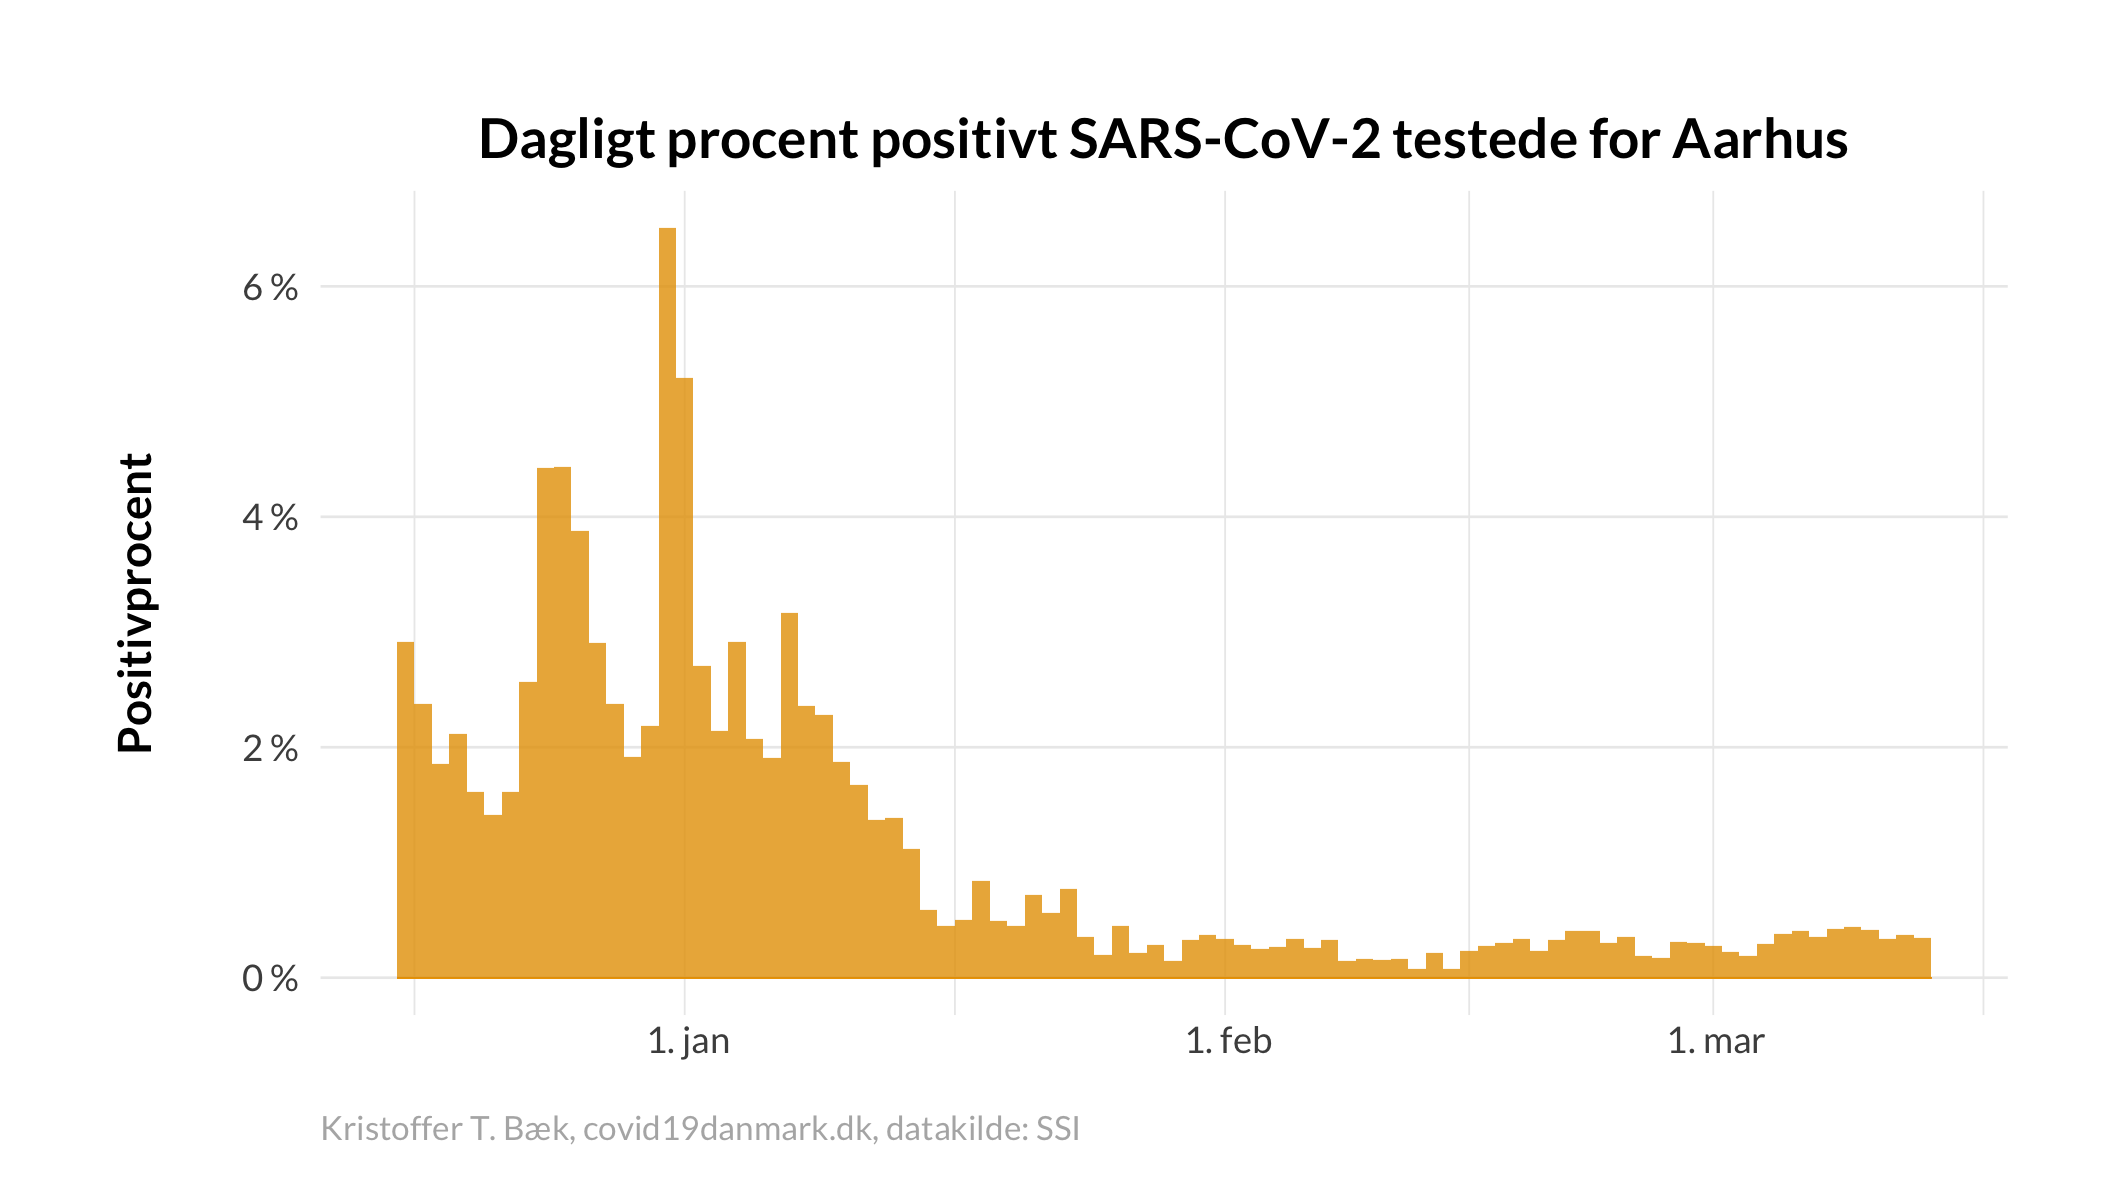 Dagligt procent positivt SARS-CoV-2 testede for Aarhus
Positivprocent
6 %
4 %
2 %
0 %
1. jan
1. feb
1. mar
Kristoffer T. Bæk, covid19danmark.dk, datakilde: SSI